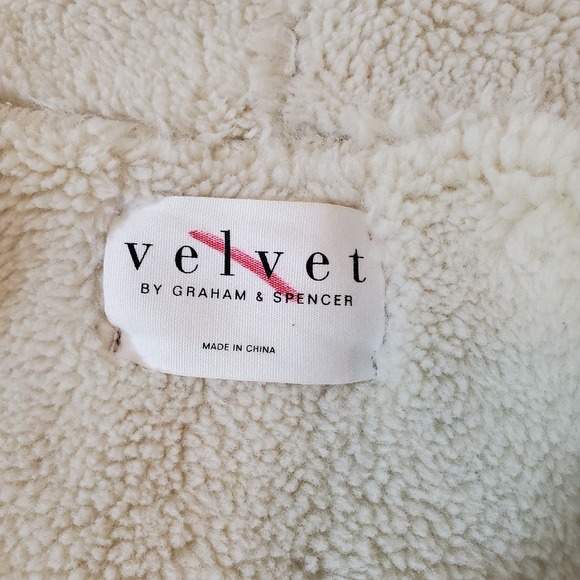 velvet
BY GRAHAM & SPENCER
MADE IN CHINA